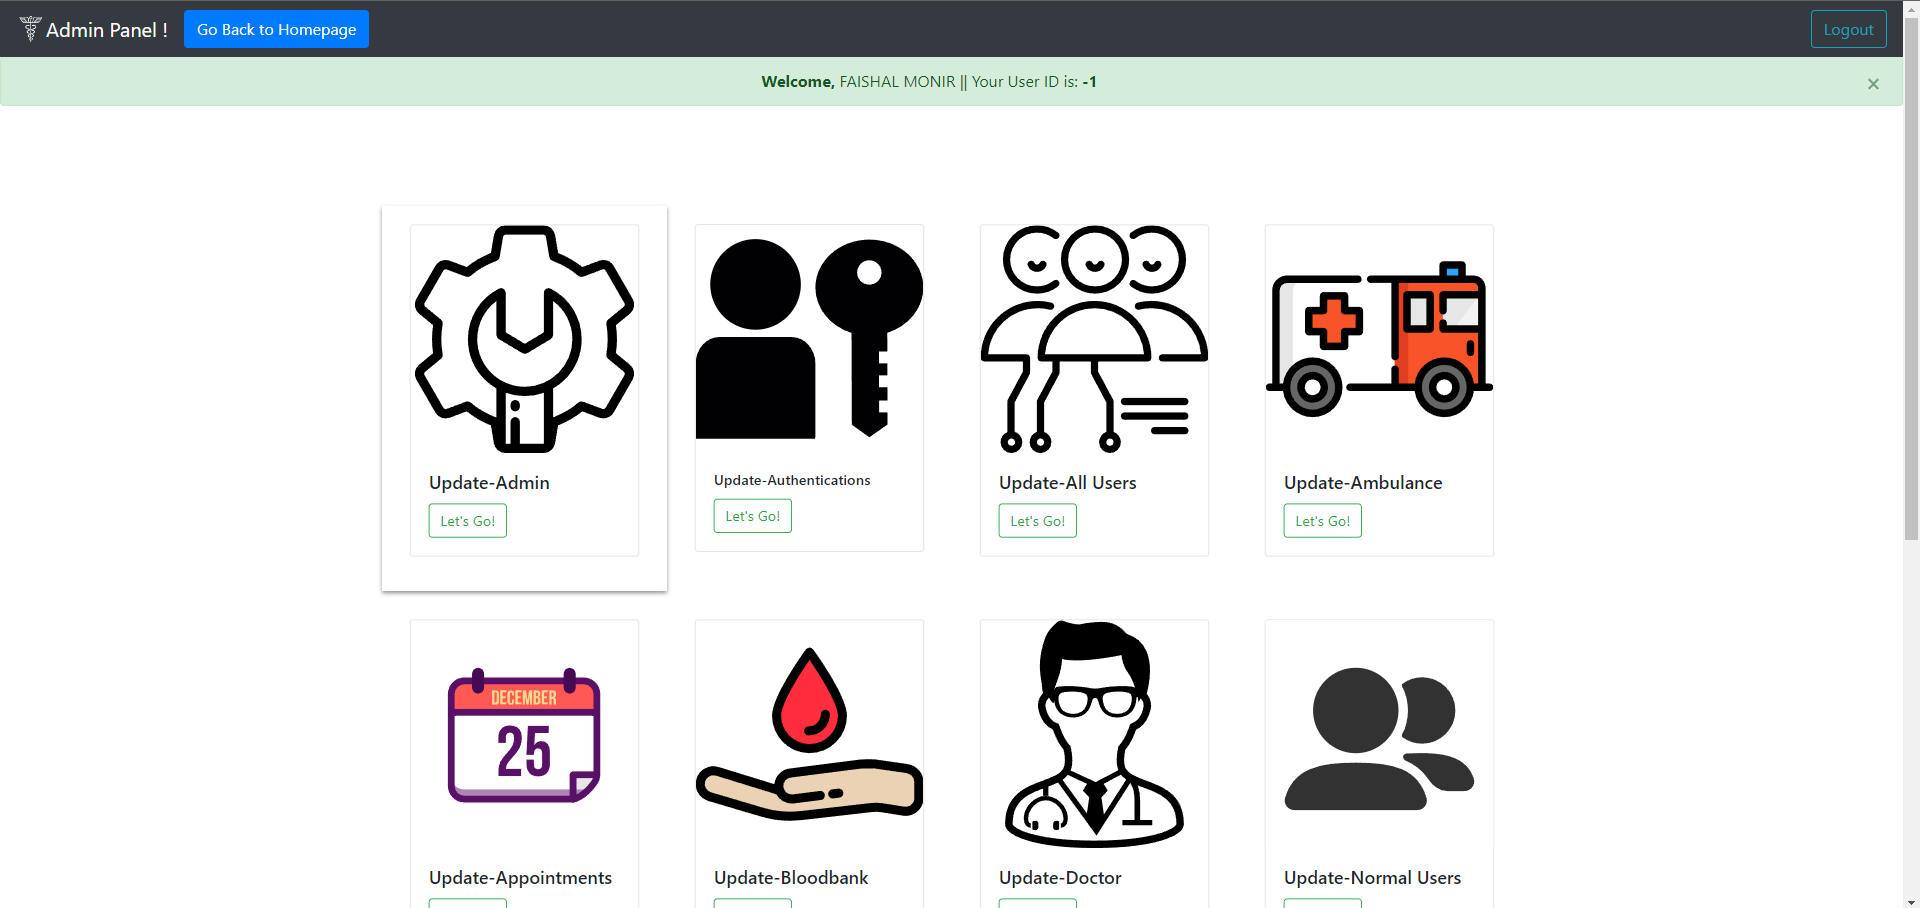 Admin Panel !
Go Back to Homepage
Logout
Welcome, FAISHAL MONIR || Your User ID is: -1
×
Update-Admin
Let's Go!
Update-Authentications
Let's Go!
Update-All Users
Let's Go!
Update-Ambulance
Let's Go!
DECEMBER
25
Update-Appointments
Update-Bloodbank
Update-Doctor
Update-Normal Users